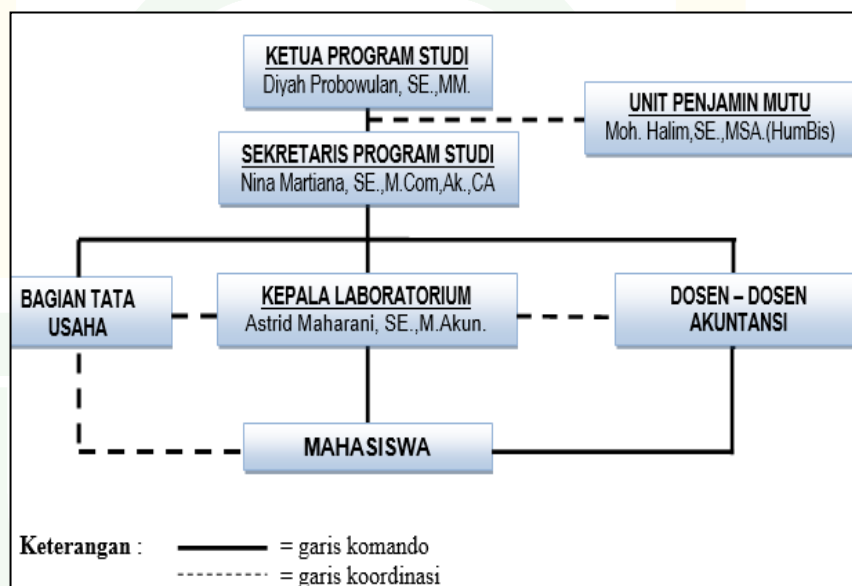 KETUA PROGRAM STUDI
Diyah Probowulan, SE.,MM.
UNIT PENJAMIN MUTU
Moh. Halim,SE.,MSA.(HumBis)
SEKRETARIS PROGRAM STUDI
Nina Martiana, SE.,M.Com,Ak.,CA
BAGIAN TATA
USAHA
KEPALA LABORATORIUM
Astrid Maharani, SE.,M.Akun.
DOSEN – DOSEN
AKUNTANSI
MAHASISWA
Keterangan :
= garis komando
= garis koordinasi